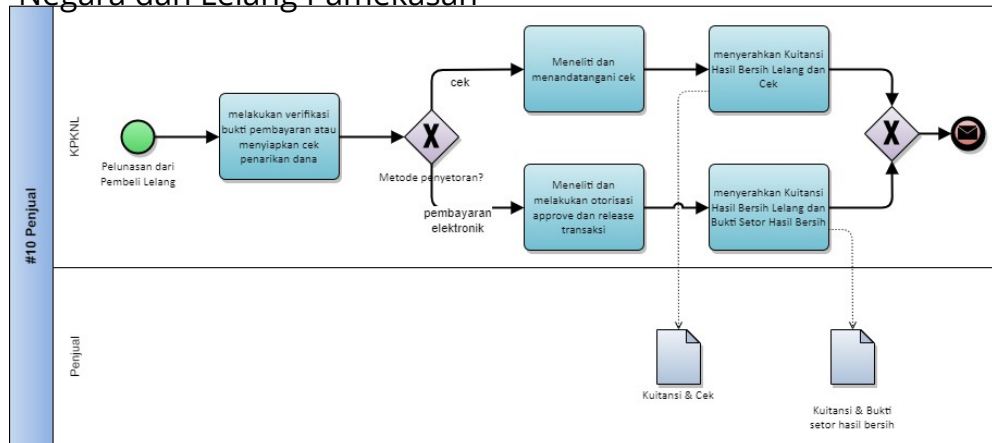 Negara dan Lelang Pamekasan
#10 Penjual
KPKNL
Pelunasan dari
Pembeli Lelang
melakukan verifikasi
bukti pembayaran atau
menyiapkan cek
penarikan dana
Metode penyetoran?
cek
Meneliti dan
menandatangani cek
menyerahkan Kuitansi
Hasil Bersih Lelang dan
Cek
pembayaran
elektronik
Meneliti dan
melakukan otorisasi
approve dan release
transaksi
menyerahkan Kuitansi
Hasil Bersih Lelang dan
Bukti Setor Hasil Bersih
Penjual
Kuitansi & Cek
Kuitansi & Bukti
setor hasil bersih